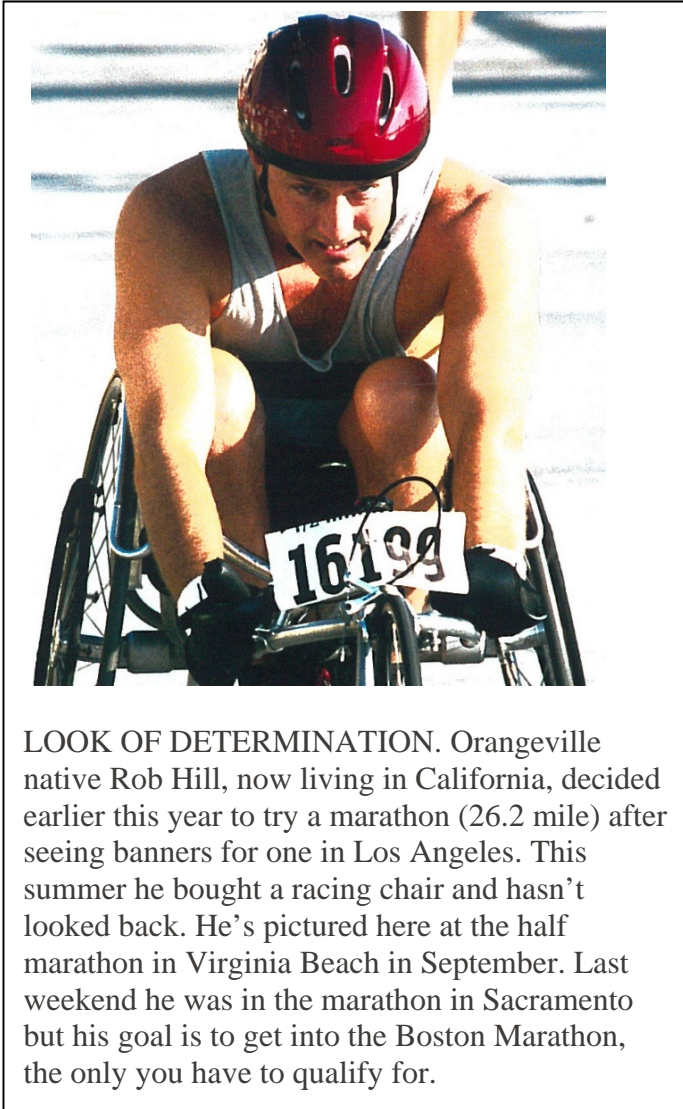 16199
LOOK OF DETERMINATION. Orangeville
native Rob Hill, now living in California, decided
earlier this year to try a marathon (26.2 mile) after
seeing banners for one in Los Angeles. This
summer he bought a racing chair and hasn’t
looked back. He’s pictured here at the half
marathon in Virginia Beach in September. Last
weekend he was in the marathon in Sacramento
but his goal is to get into the Boston Marathon,
the only you have to qualify for.